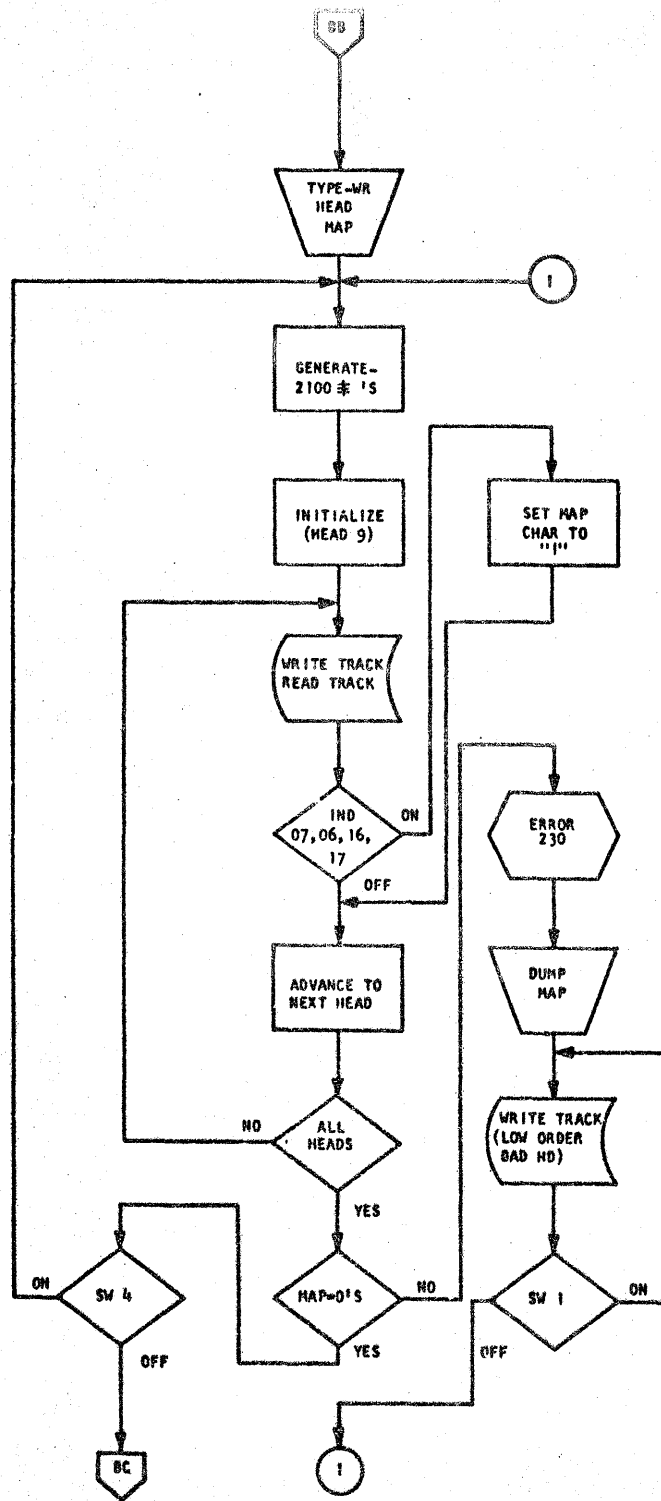 BB
TYPE-WR
HEAD
MAP
1
GENERATE-
2100 ⧧ 'S
INITIALIZE
(HEAD 9)
SET MAP
CHAR TO
"1"
WRITE TRACK
READ TRACK
IND
07,06,16,
17
ON
OFF
ERROR
230
ADVANCE TO
NEXT HEAD
DUMP
MAP
ALL
HEADS
NO
YES
WRITE TRACK
(LOW ORDER
BAD HD)
SW 4
ON
OFF
MAP=0'S
NO
YES
SW 1
ON
OFF
BC
1